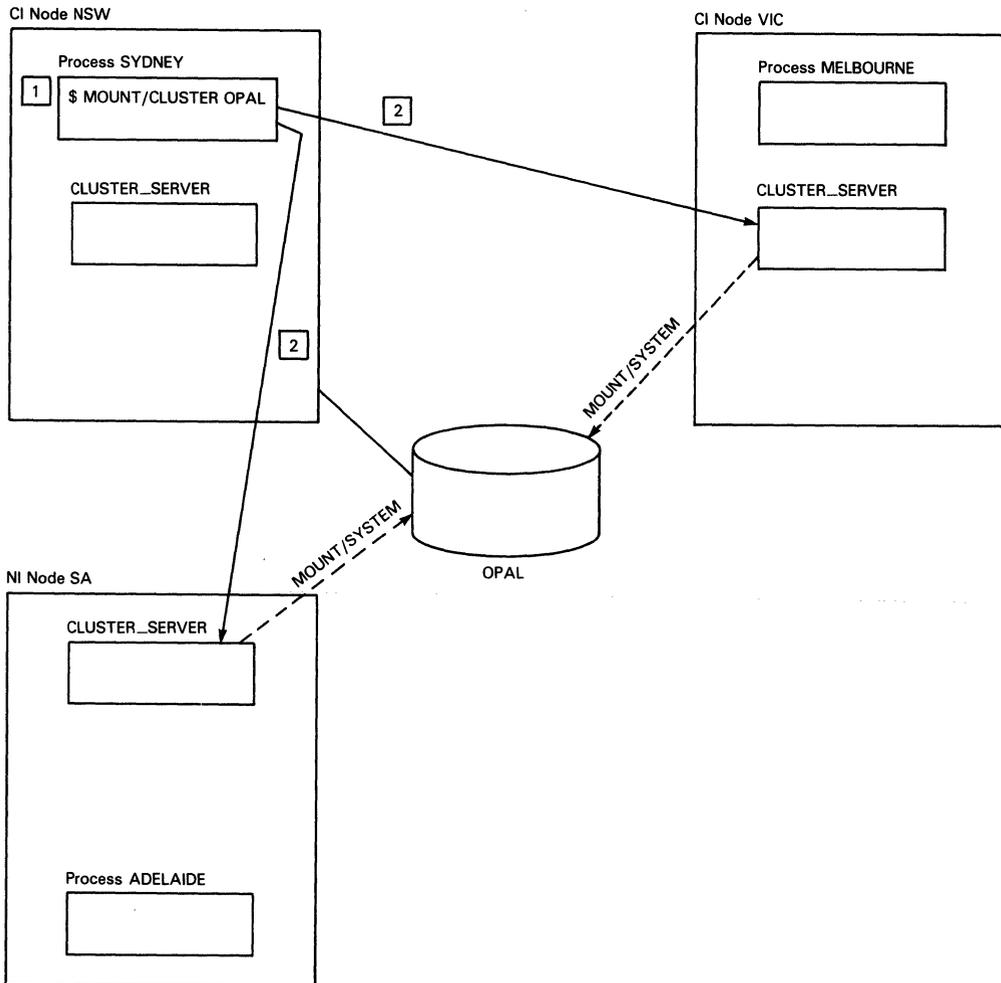 CI Node NSW
CI Node VIC
Process SYDNEY
1
$ MOUNT/CLUSTER OPAL
2
Process MELBOURNE
CLUSTER_SERVER
CLUSTER_SERVER
2
MOUNT/SYSTEM
MOUNT/SYSTEM
OPAL
NI Node SA
CLUSTER_SERVER
Process ADELAIDE